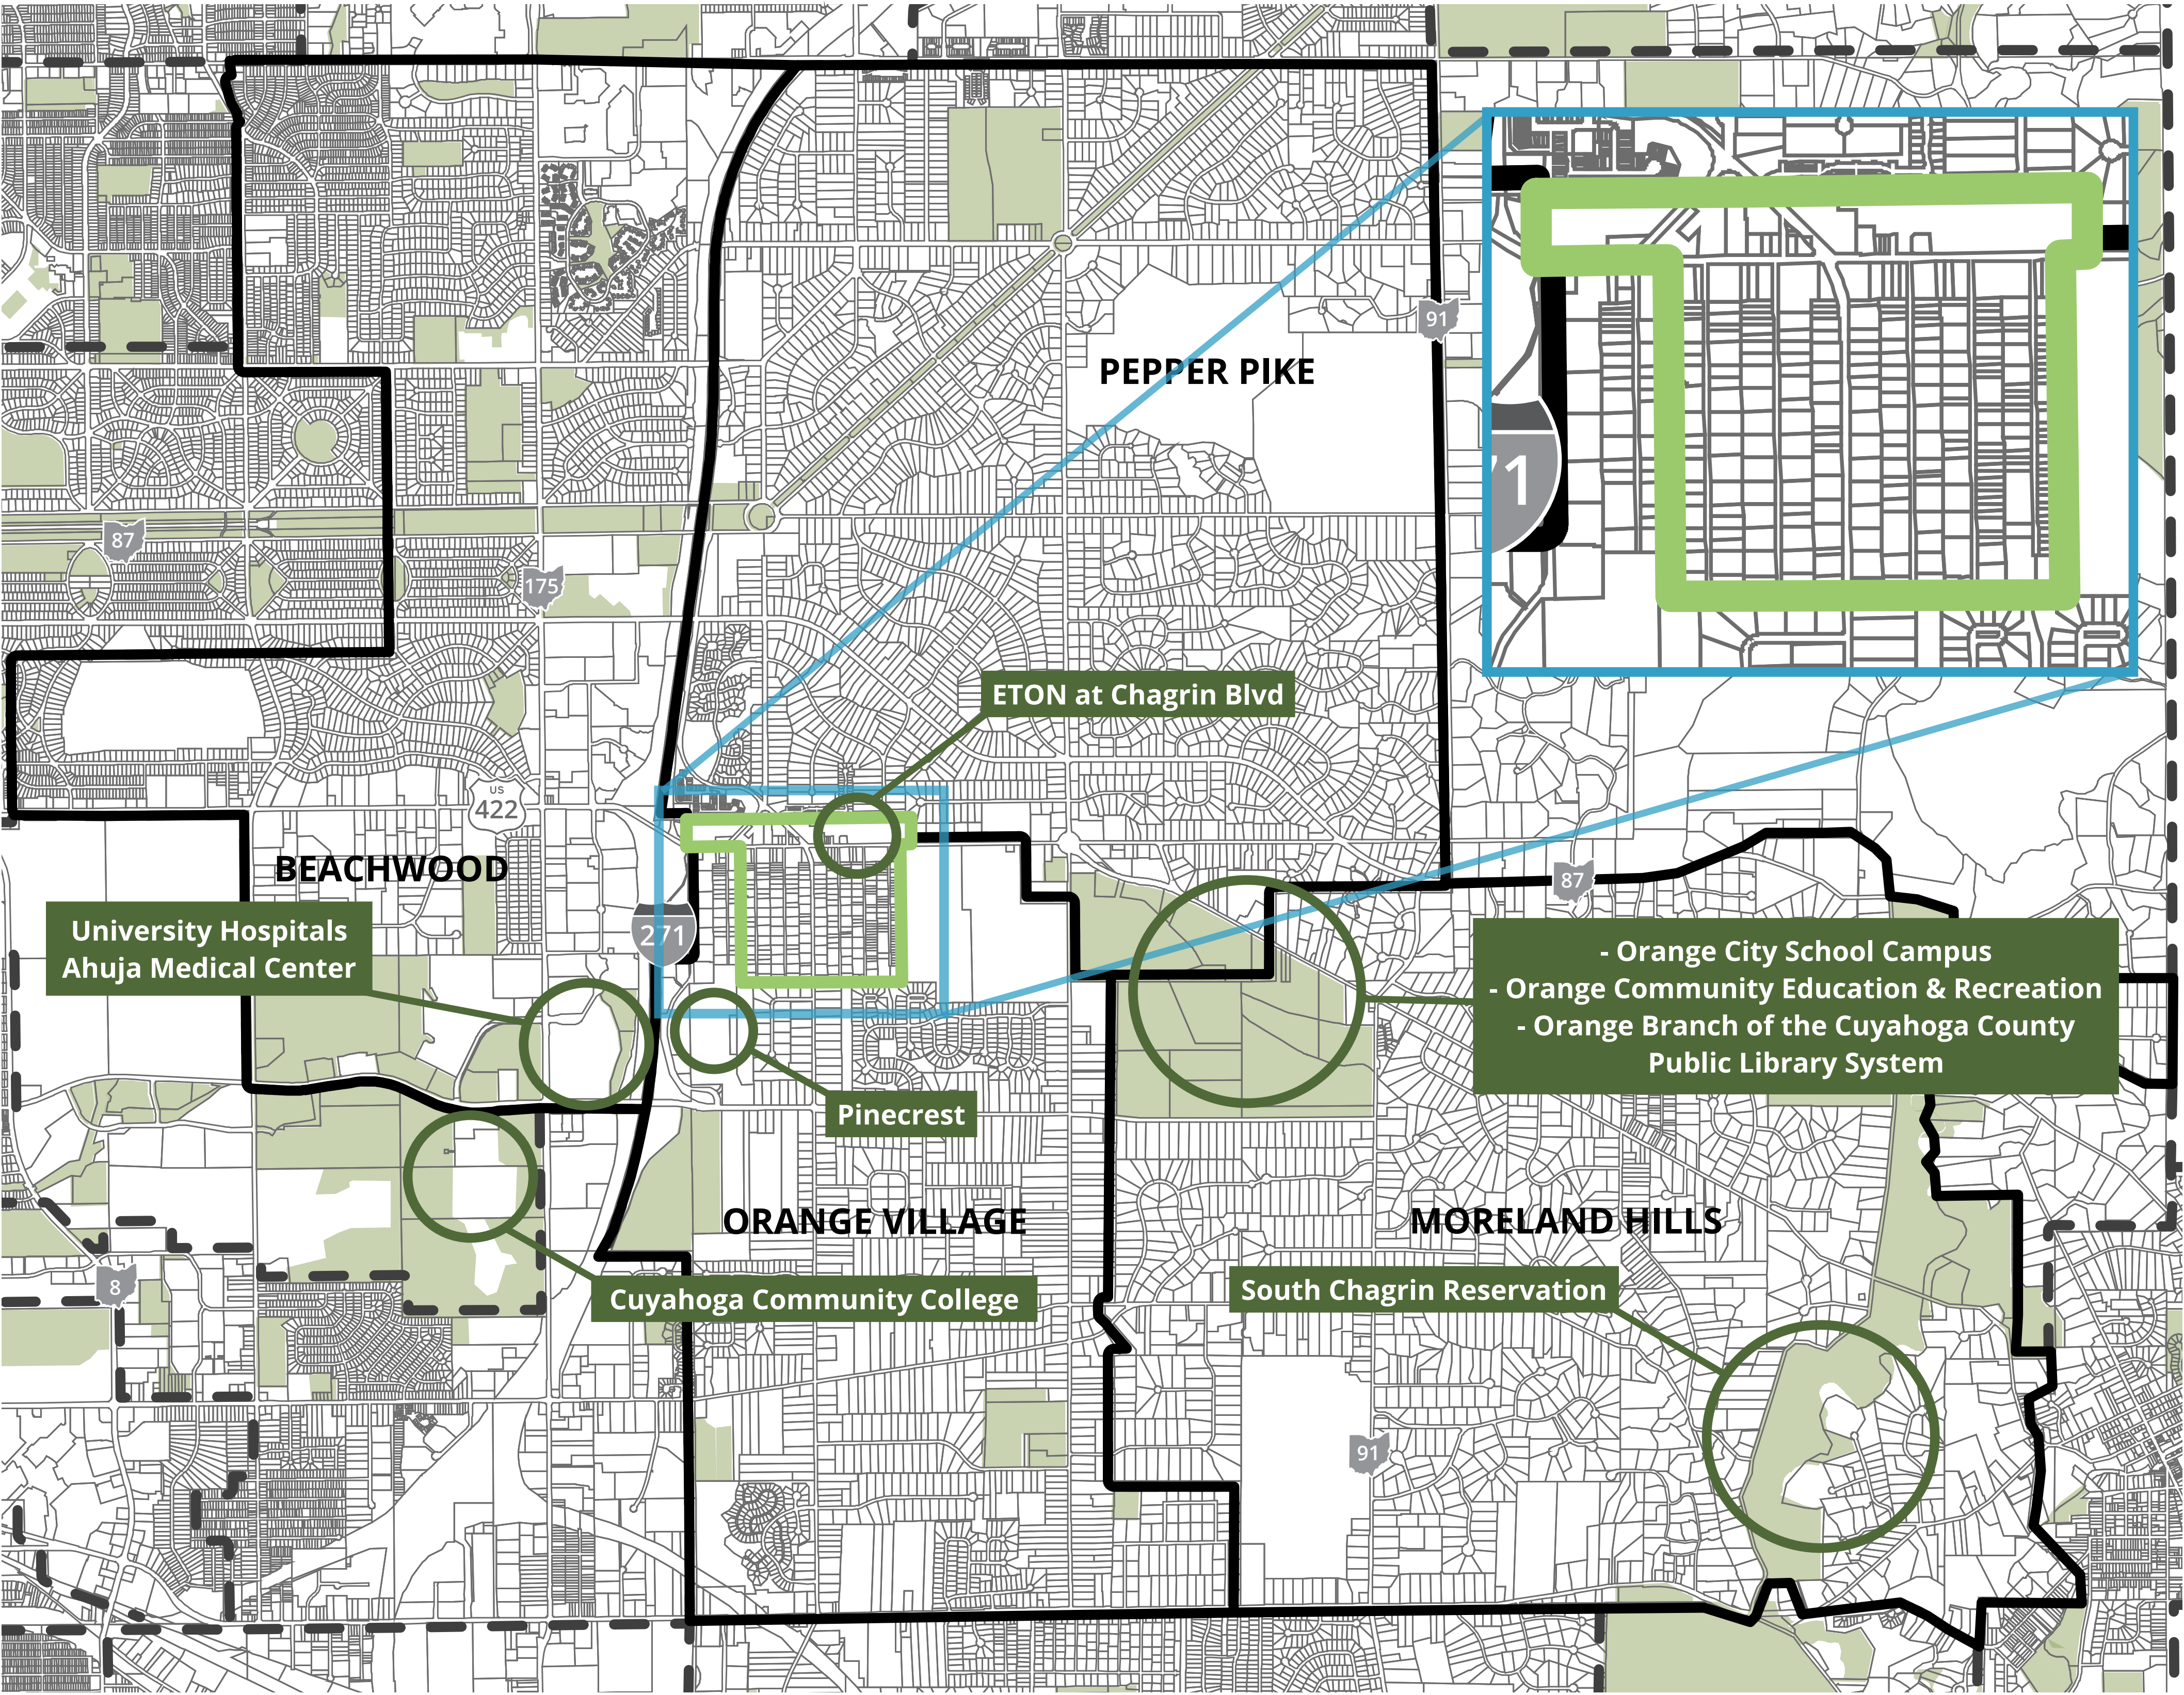 91
PEPPER PIKE
71
87
175
ETON at Chagrin Blvd
US
422
BEACHWOOD
87
University Hospitals
Ahuja Medical Center
271
- Orange City School Campus
- Orange Community Education & Recreation
- Orange Branch of the Cuyahoga County
Public Library System
Pinecrest
ORANGE VILLAGE
MORELAND HILLS
8
Cuyahoga Community College
South Chagrin Reservation
91